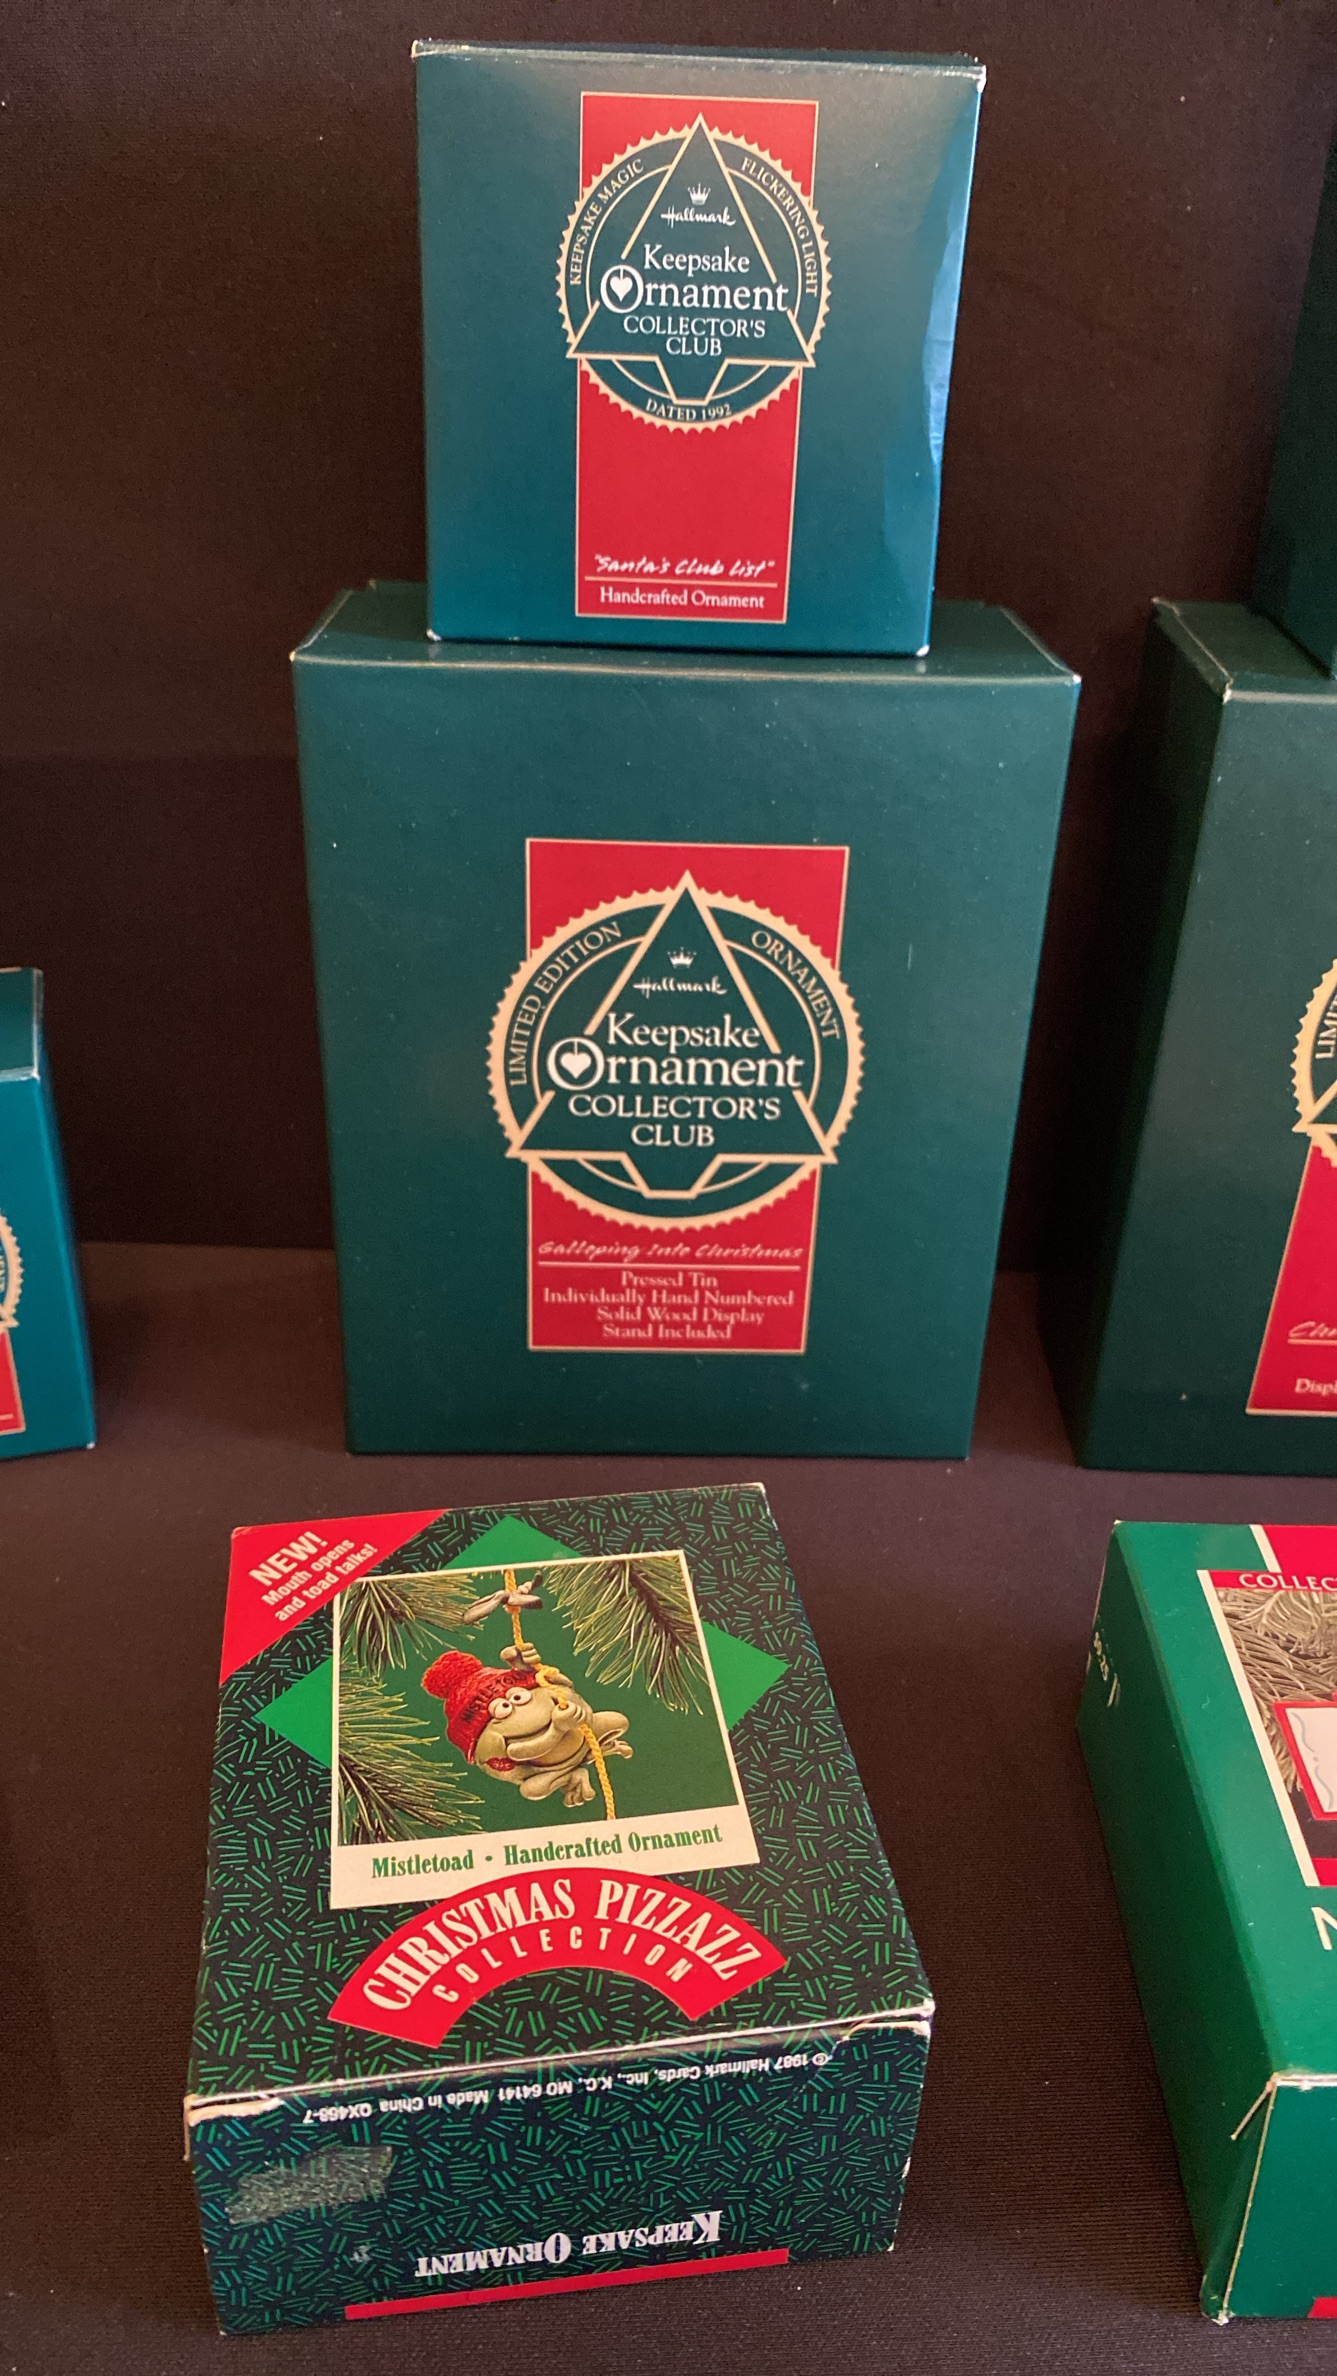 KEEPSAKE MAGIC
FLICKERING LIGHT
Hallmark
Keepsake
Ornament
COLLECTOR'S
CLUB
DATED 1992
"Santa's Club List"
Handcrafted Ornament
LIMITED EDITION
ORNAMENT
Hallmark
Keepsake
Ornament
COLLECTOR'S
CLUB
Galloping Into Christmas
Pressed Tin
Individually Hand Numbered
Solid Wood Display
Stand Included
NEW!
Mouth opens
and toad talks!
MISTLETOAD
Mistletoad • Handcrafted Ornament
CHRISTMAS PIZZAZZ
COLLECTION
© 1987 Hallmark Cards, Inc., K.C., MO 64141 Made in China QX468-7
KEEPSAKE ORNAMENT
LIMI
Disp
COLLEC